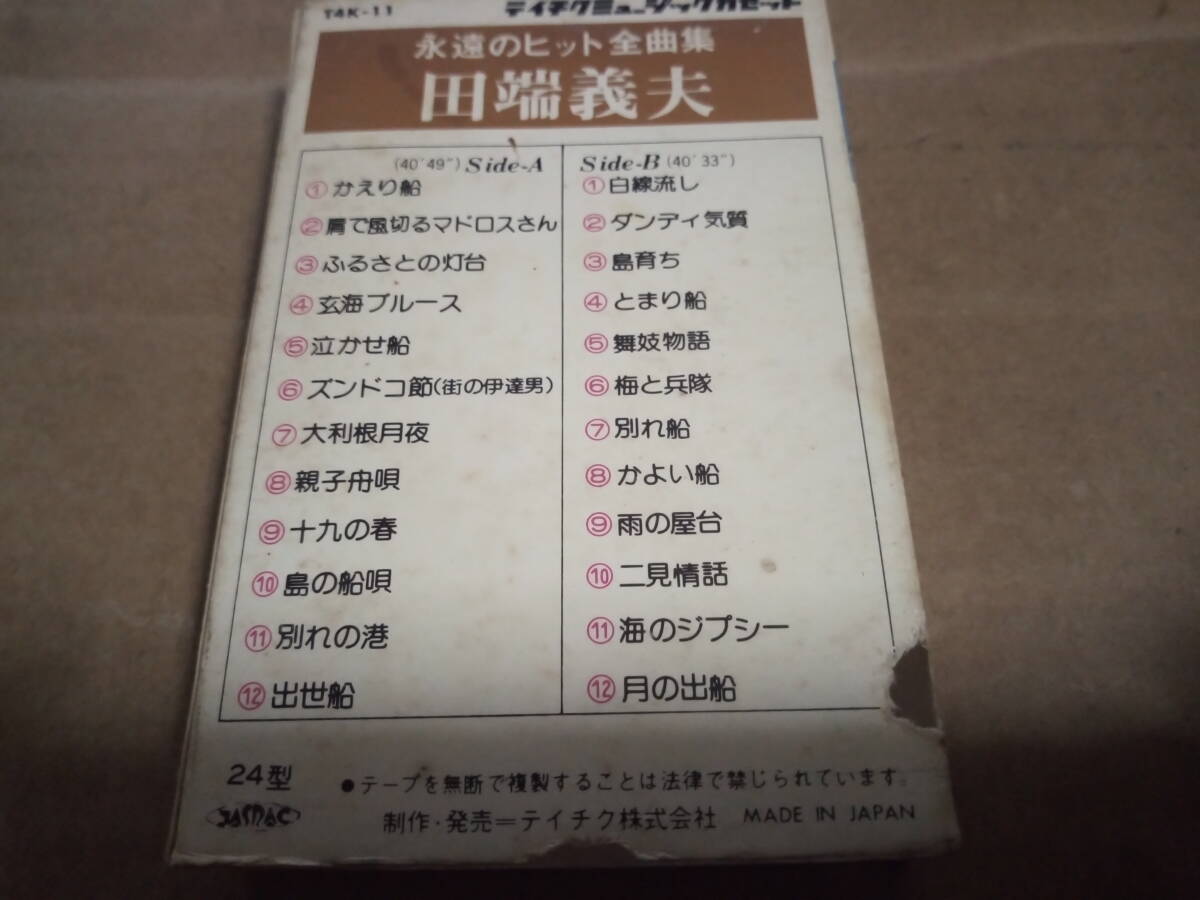 T4K-11
テイチクミュージックカセット
永遠のヒット全曲集
田端義夫
(40'49") Side-A
①かえり船
②肩で風切るマドロスさん
③ふるさとの灯台
④玄海ブルース
⑤泣かせ船
⑥ズンドコ節(街の伊達男)
⑦大利根月夜
⑧親子舟唄
⑨十九の春
⑩島の船唄
⑪別れの港
⑫出世船
Side-B (40'33")
①白線流し
②ダンディ気質
③島育ち
④とまり船
⑤舞妓物語
⑥梅と兵隊
⑦別れ船
⑧かよい船
⑨雨の屋台
⑩二見情話
⑪海のジプシー
⑫月の出船
24型
●テープを無断で複製することは法律で禁じられています。
JASRAC
制作・発売=テイチク株式会社 MADE IN JAPAN